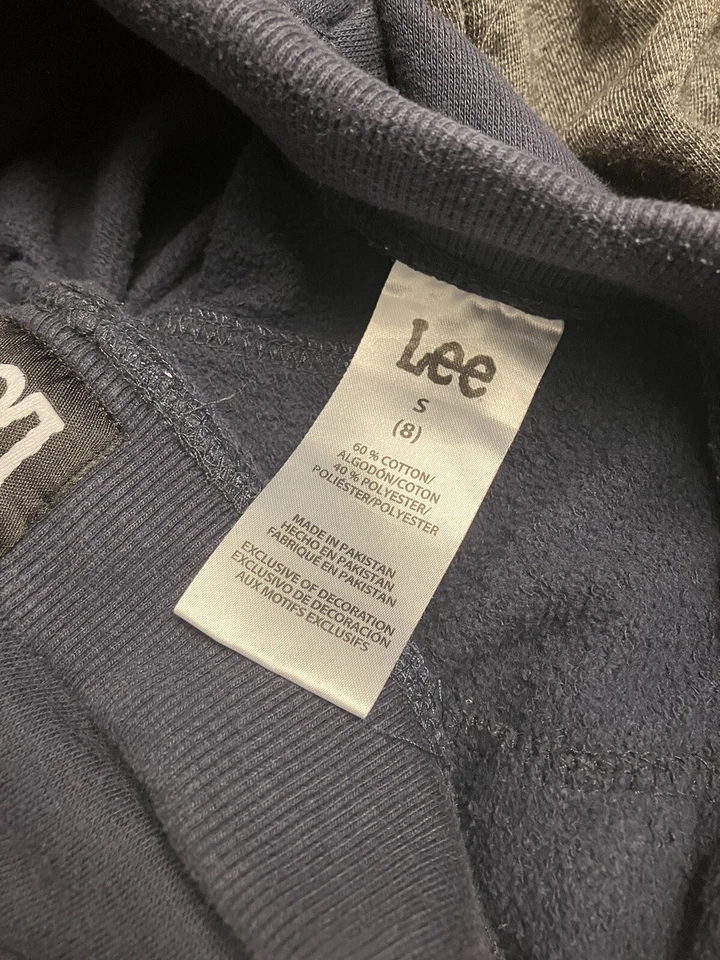 Lee
S
(8)
60 % COTTON/
ALGODÓN/COTON
40 % POLYESTER/
POLIÉSTER/POLYESTER
MADE IN PAKISTAN
HECHO EN PAKISTAN
FABRIQUÉ EN PAKISTAN
EXCLUSIVE OF DECORATION
EXCLUSIVO DE DECORACIÓN
AUX MOTIFS EXCLUSIFS